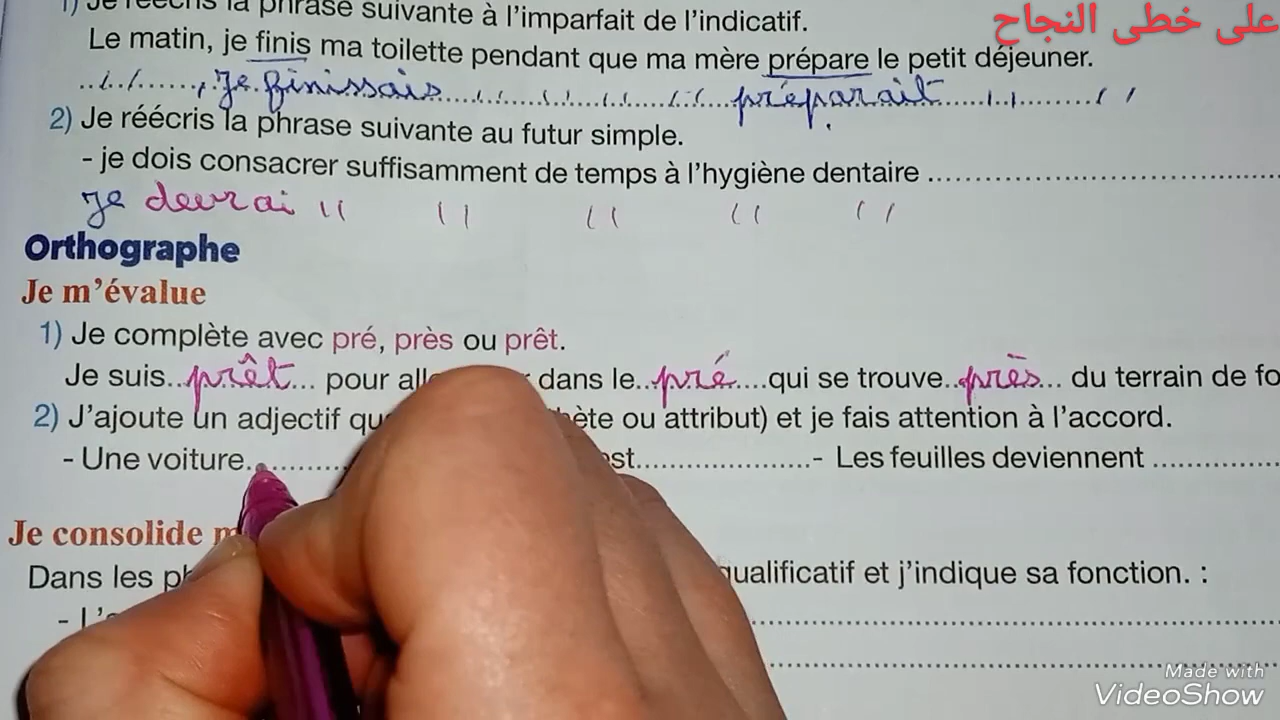 1) Je réécris la phrase suivante à l'imparfait de l'indicatif.
على خطى النجاح
Le matin, je finis ma toilette pendant que ma mère prépare le petit déjeuner.
..../......, je finissais.................préparait...............
2) Je réécris la phrase suivante au futur simple.
- je dois consacrer suffisamment de temps à l'hygiène dentaire ........................................
Je devrai
Orthographe
Je m'évalue
1) Je complète avec pré, près ou prêt.
Je suis..prêt... pour dans le..pré....qui se trouve..près... du terrain de
2) J'ajoute un adjectif ou attribut) et je fais attention à l'accord.
- Une voiture........... est...................- Les feuilles deviennent ..............
Je consolide
Dans les qualificatif et j'indique sa fonction. :
- L'
Made with
VideoShow